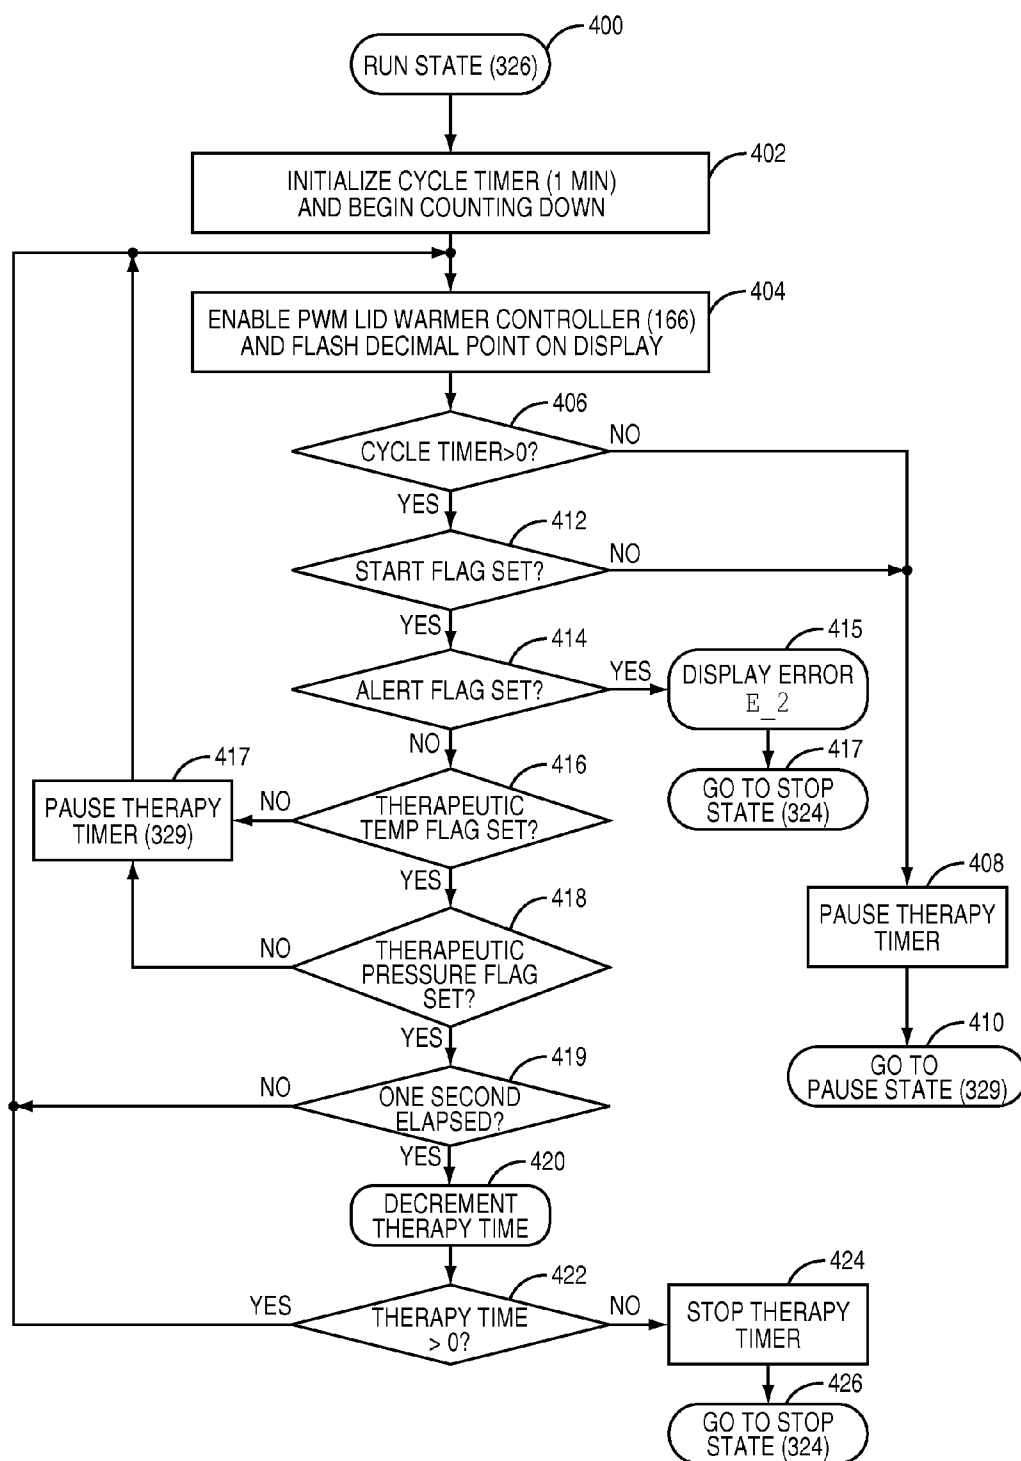 400
RUN STATE (326)
402
INITIALIZE CYCLE TIMER (1 MIN)
AND BEGIN COUNTING DOWN
404
ENABLE PWM LID WARMER CONTROLLER (166)
AND FLASH DECIMAL POINT ON DISPLAY
406
CYCLE TIMER>0?
NO
YES
412
START FLAG SET?
NO
YES
414
ALERT FLAG SET?
YES
415
DISPLAY ERROR
E_2
NO
417
GO TO STOP
STATE (324)
416
THERAPEUTIC
TEMP FLAG SET?
NO
417
PAUSE THERAPY
TIMER (329)
YES
408
PAUSE THERAPY
TIMER
418
THERAPEUTIC
PRESSURE FLAG
SET?
NO
YES
410
GO TO
PAUSE STATE (329)
419
ONE SECOND
ELAPSED?
NO
YES
420
DECREMENT
THERAPY TIME
422
THERAPY TIME
> 0?
YES
NO
424
STOP THERAPY
TIMER
426
GO TO STOP
STATE (324)